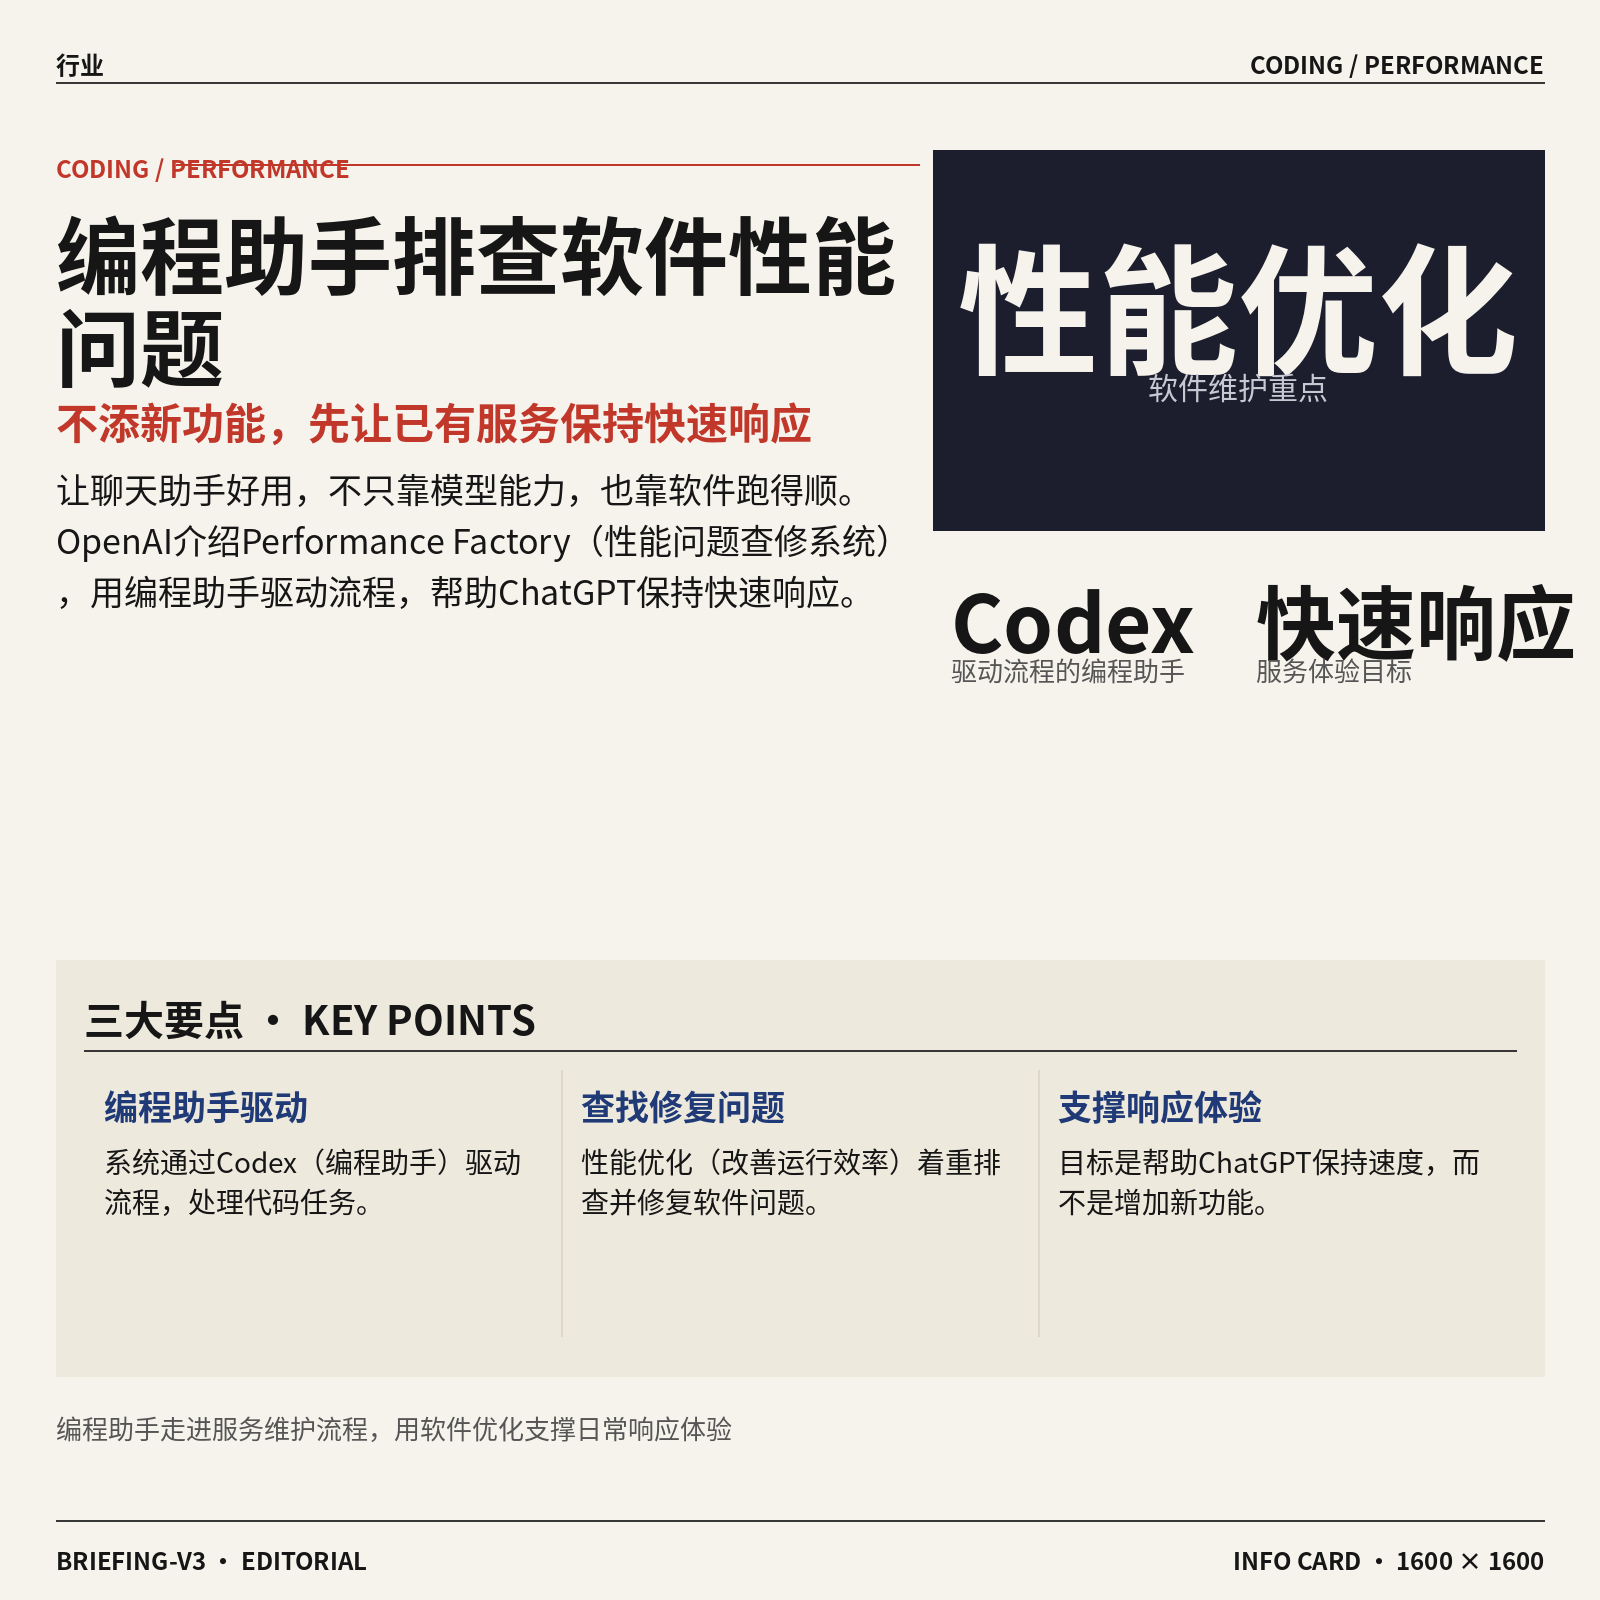 行业
CODING / PERFORMANCE
CODING / PERFORMANCE
编程助手排查软件性能
问题
不添新功能，先让已有服务保持快速响应
让聊天助手好用，不只靠模型能力，也靠软件跑得顺。
OpenAI介绍Performance Factory（性能问题查修系统）
，用编程助手驱动流程，帮助ChatGPT保持快速响应。
性能优化
软件维护重点
Codex
驱动流程的编程助手
快速响应
服务体验目标
三大要点 · KEY POINTS
编程助手驱动
系统通过Codex（编程助手）驱动
流程，处理代码任务。
查找修复问题
性能优化（改善运行效率）着重排
查并修复软件问题。
支撑响应体验
目标是帮助ChatGPT保持速度，而
不是增加新功能。
编程助手走进服务维护流程，用软件优化支撑日常响应体验
BRIEFING-V3 · EDITORIAL
INFO CARD · 1600 × 1600